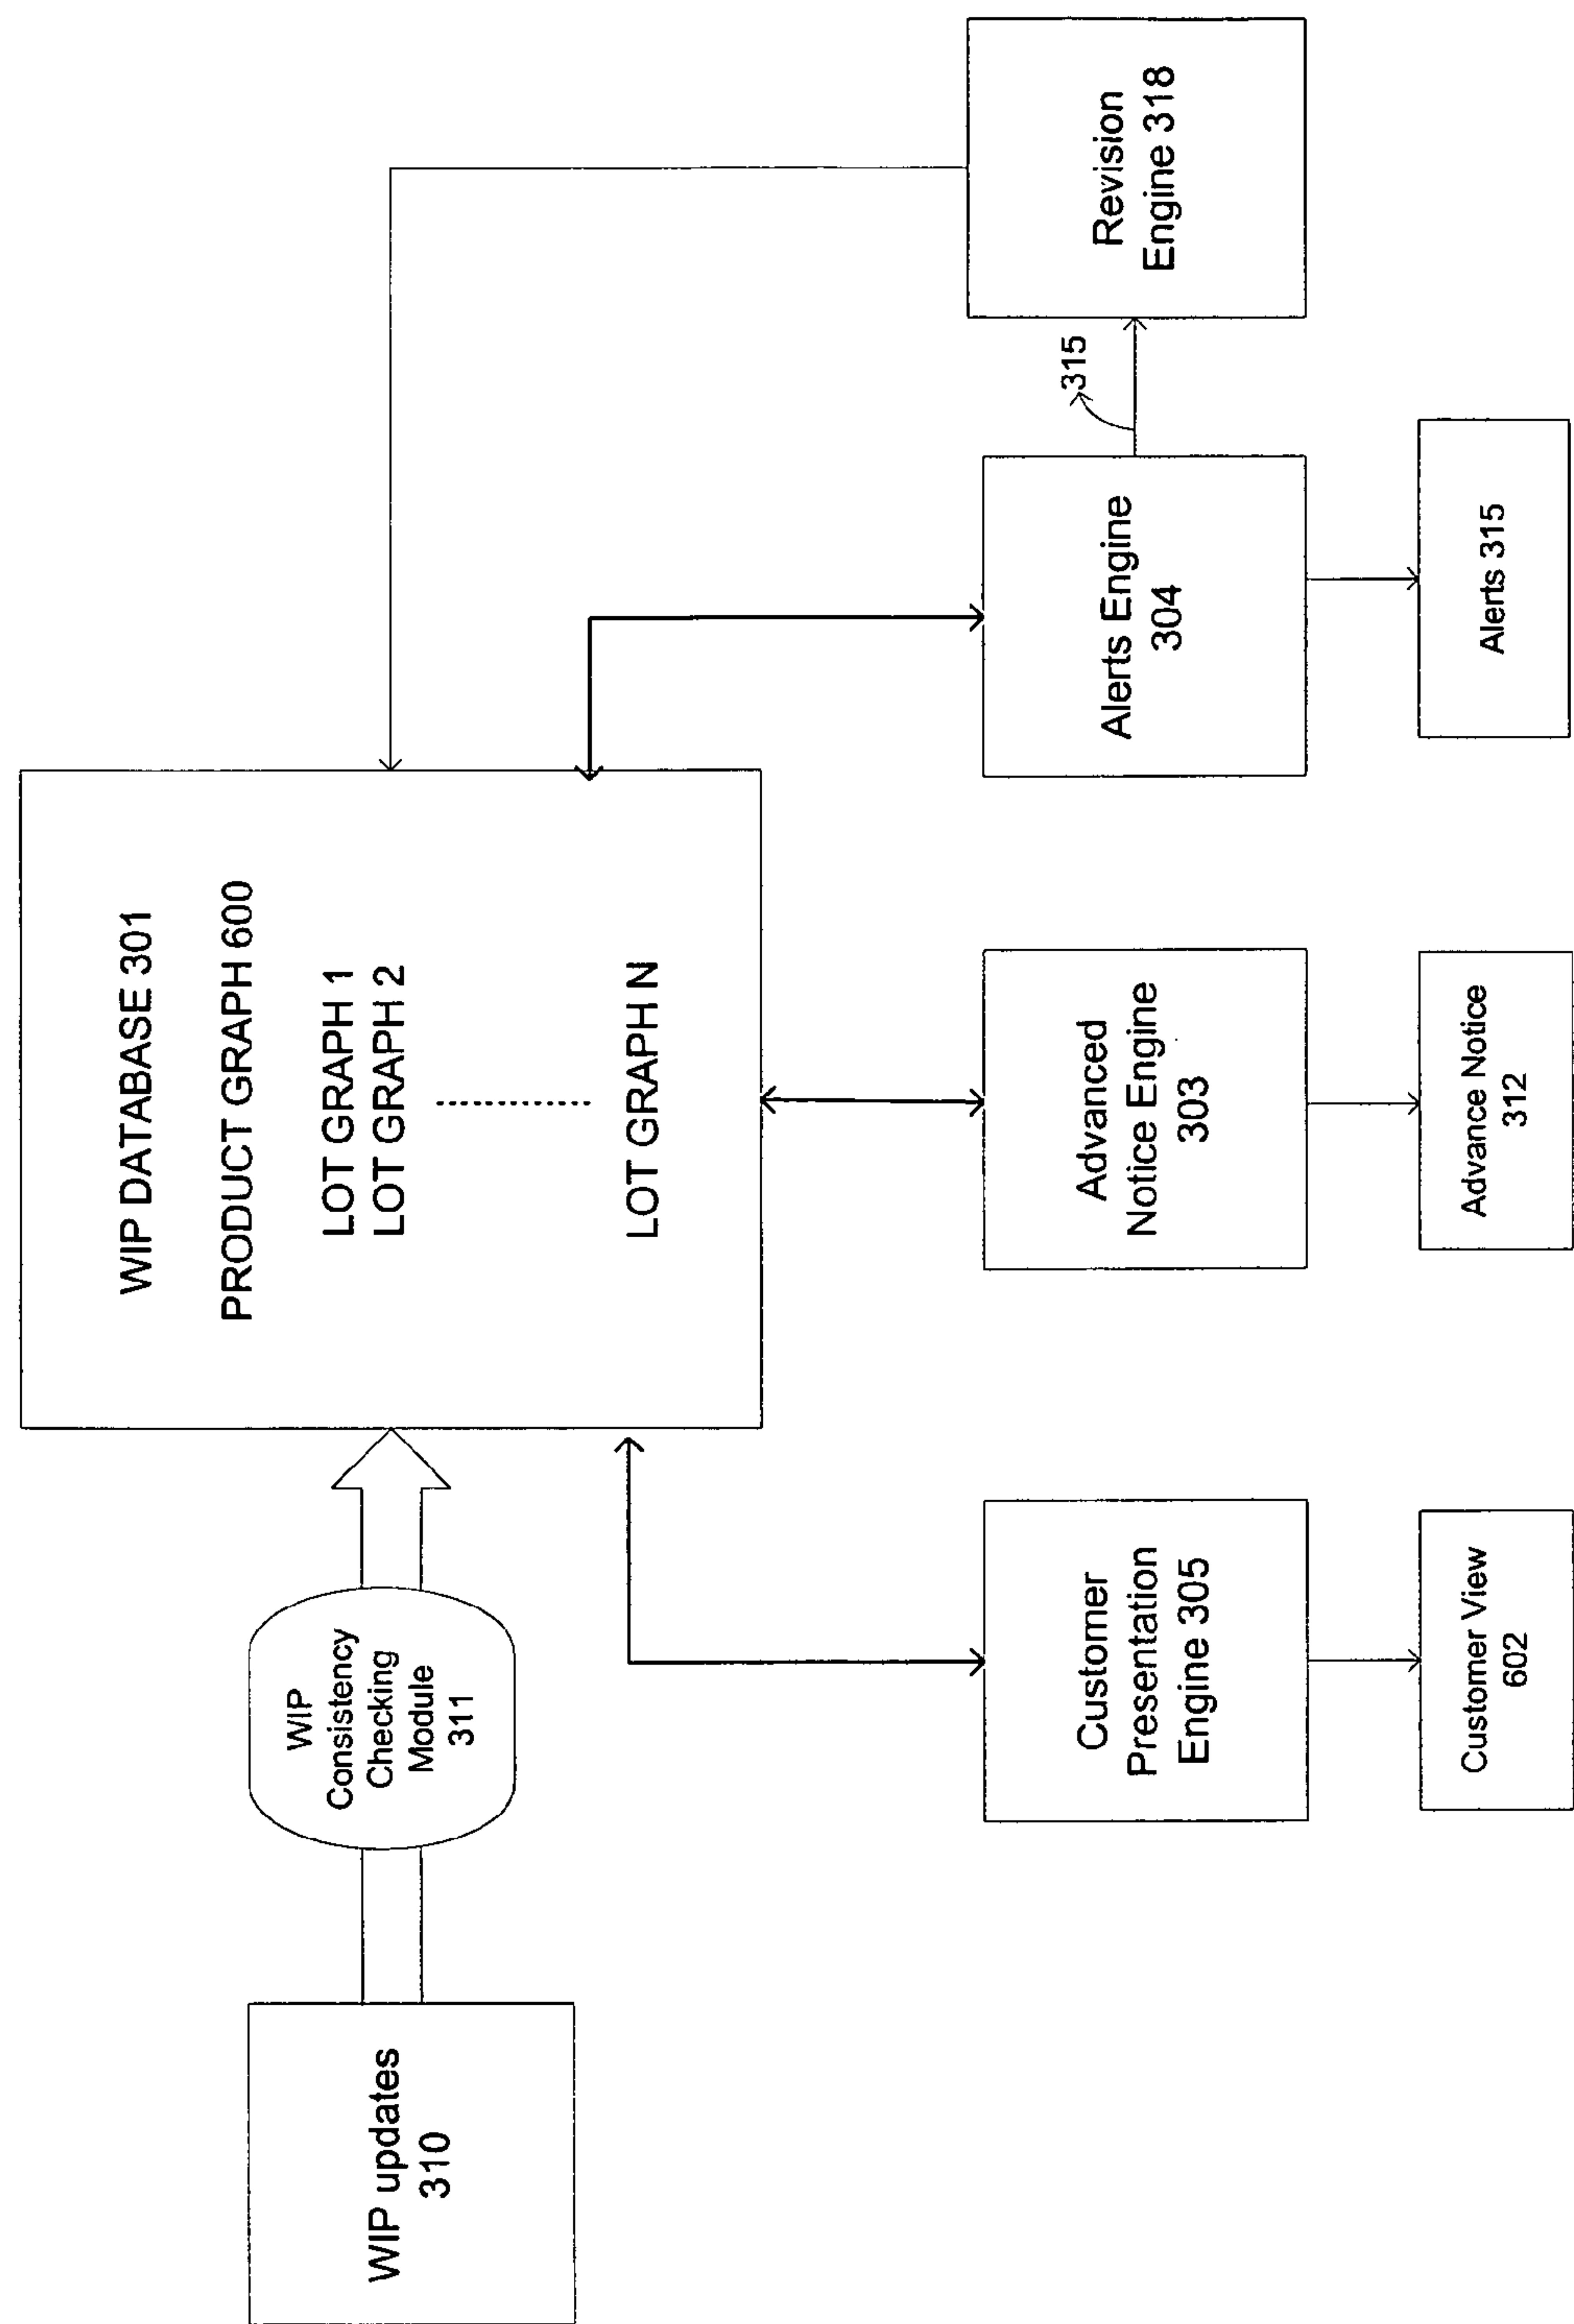 WIP updates
310
WIP
Consistency
Checking
Module
311
WIP DATABASE 301
PRODUCT GRAPH 600
LOT GRAPH 1
LOT GRAPH 2
LOT GRAPH N
Customer
Presentation
Engine 305
Advanced
Notice Engine
303
Alerts Engine
304
315
Revision
Engine 318
Customer View
602
Advance Notice
312
Alerts 315